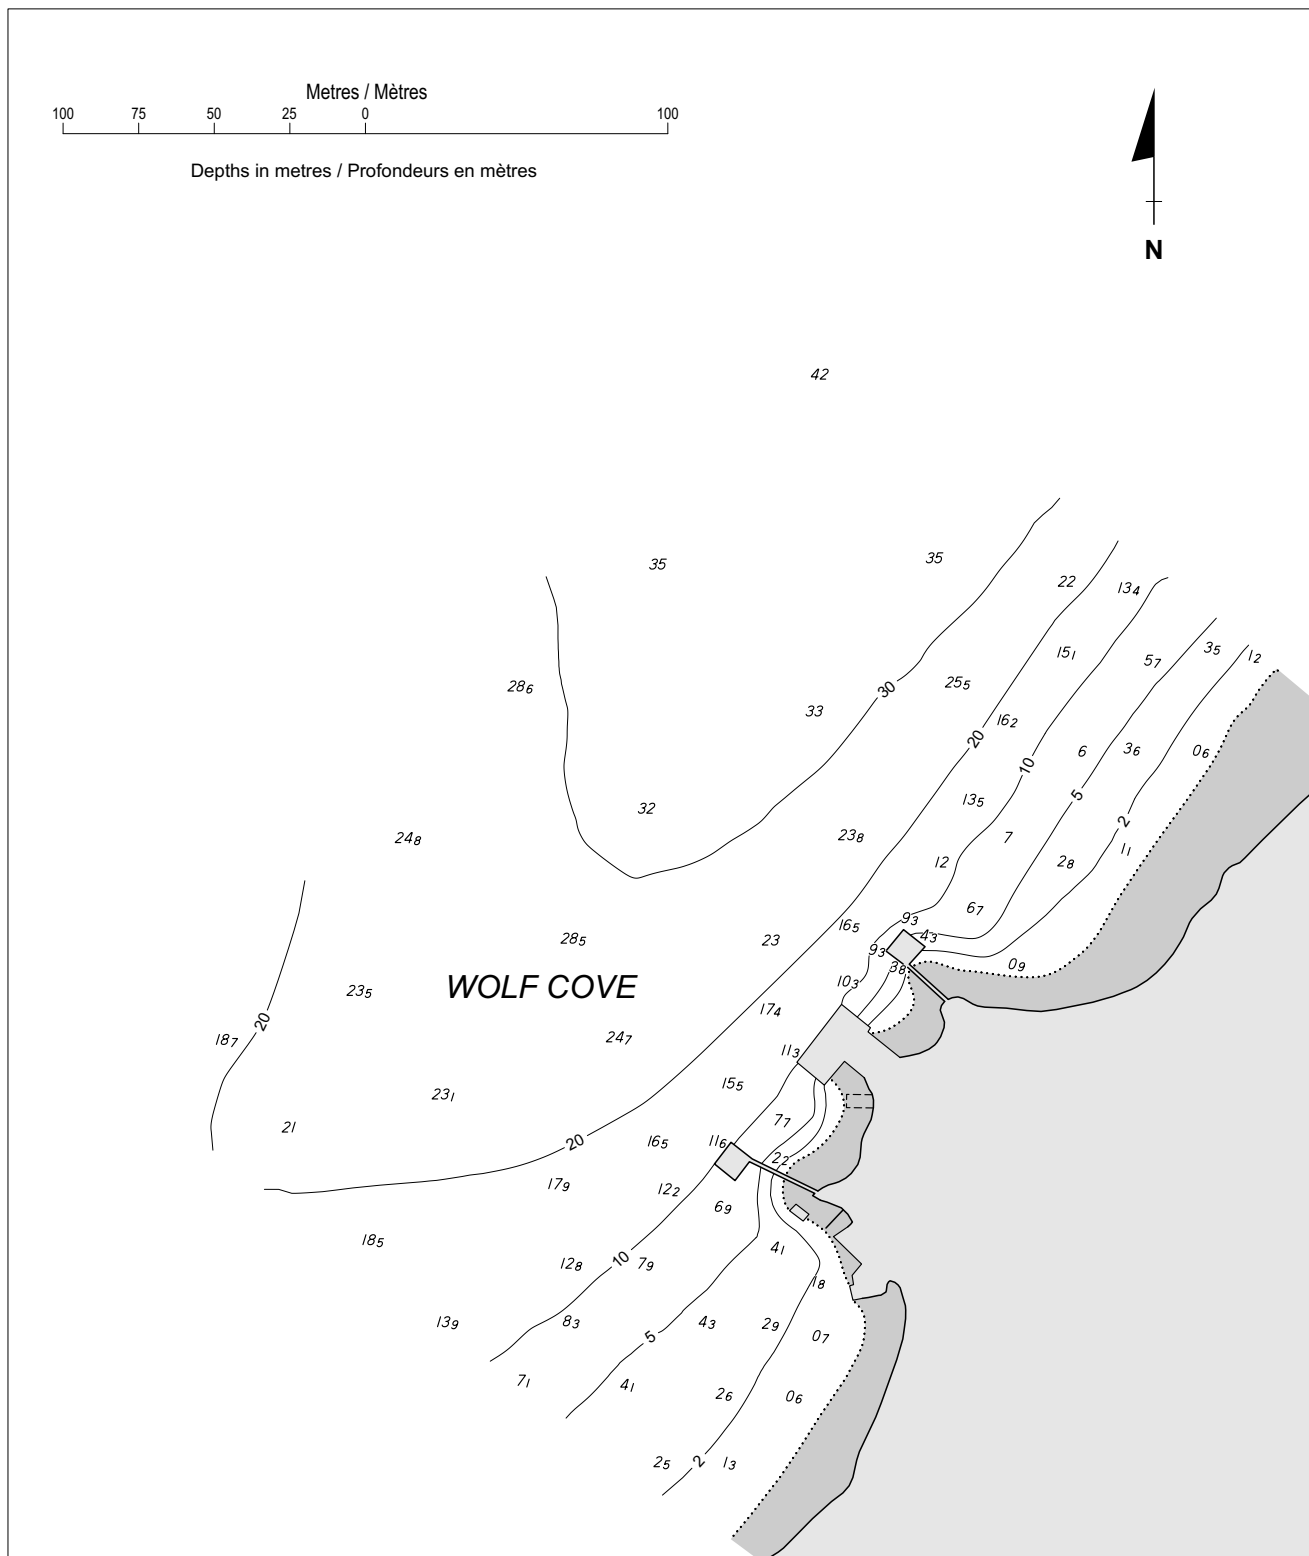 Metres / Mètres
100 75 50 25 0 100
Depths in metres / Profondeurs en mètres
N
42
35 35
22 13₄
3₅ 1₂
15₁ 5₇
28₆ 25₅ 30
33 16₂
20 6 3₆ 0₆
10
32 13₅ 5
24₈ 23₈ 7 2
12 2₈ 1₁
6₇
16₅ 9₃
28₅ 23 9₃ 4₃
3₈ 0₉
23₅ WOLF COVE 10₃
20 17₄
18₇ 24₇ 11₃
23₁ 15₅
21 7₇
20 16₅ 11₆
17₉ 12₂ 2₂
6₉
18₅ 4₁
12₈ 10 7₉
1₈
13₉ 8₃ 5 4₃ 2₉ 0₇
7₁ 4₁ 2₆ 0₆
2₅ 2 1₃